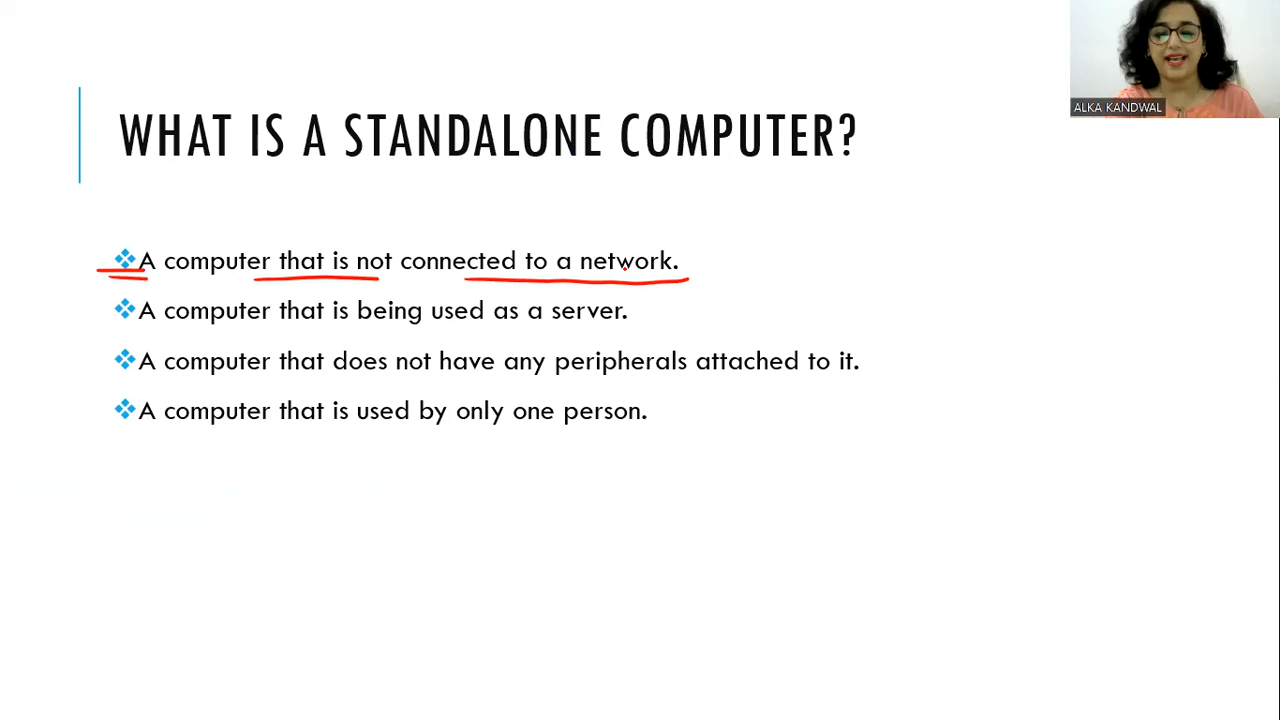 ALKA KANDWAL
WHAT IS A STANDALONE COMPUTER?
A computer that is not connected to a network.
A computer that is being used as a server.
A computer that does not have any peripherals attached to it.
A computer that is used by only one person.